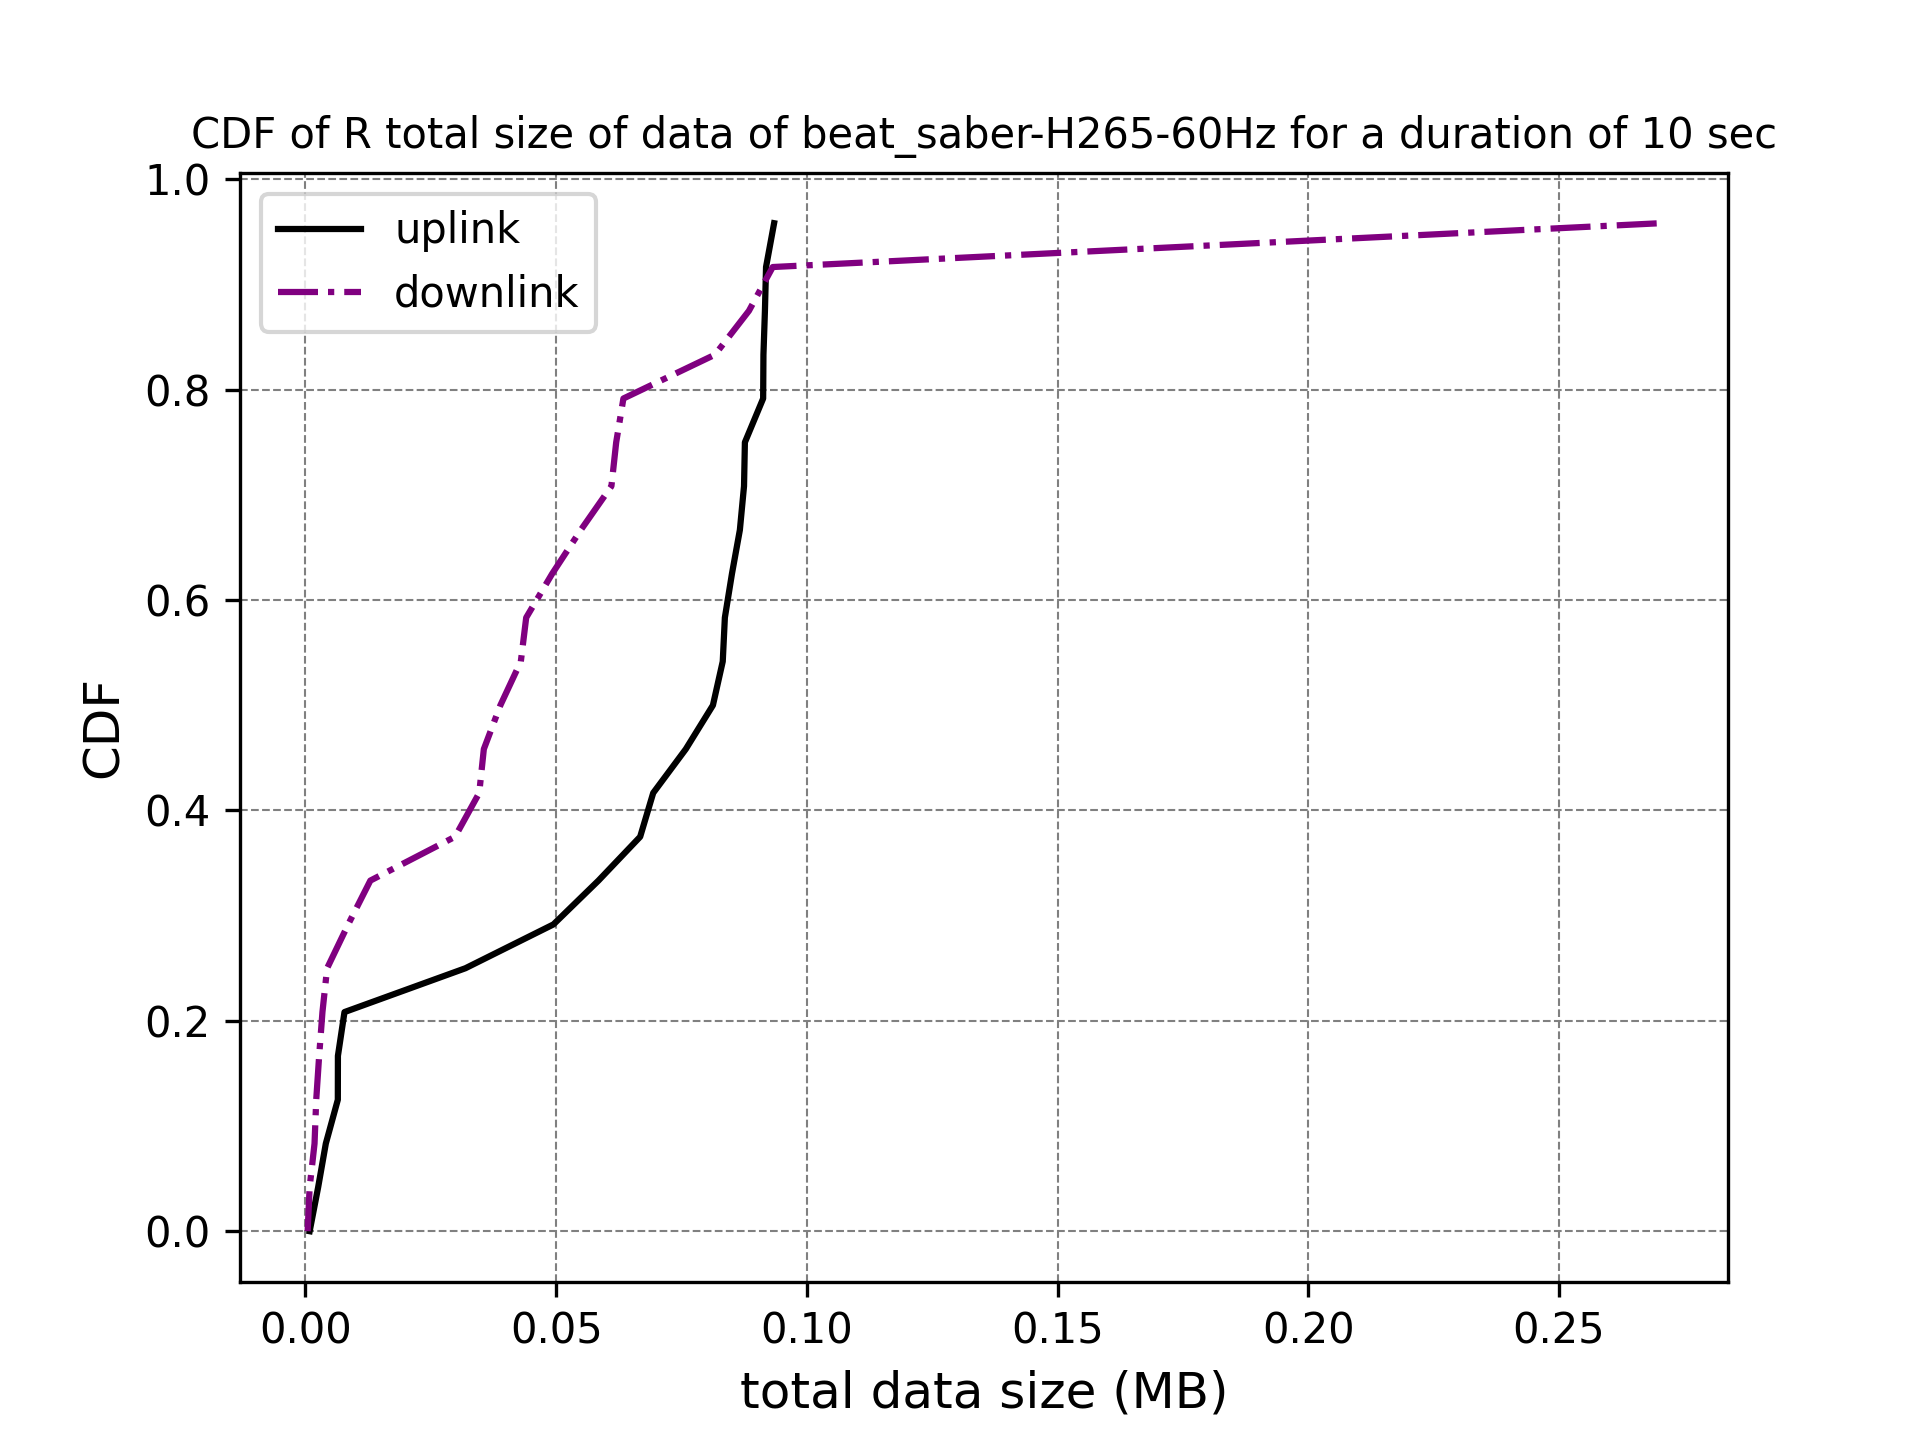 CDF of R total size of data of beat_saber-H265-60Hz for a duration of 10 sec
uplink
downlink
CDF
1.0
0.8
0.6
0.4
0.2
0.0
0.00 0.05 0.10 0.15 0.20 0.25
total data size (MB)